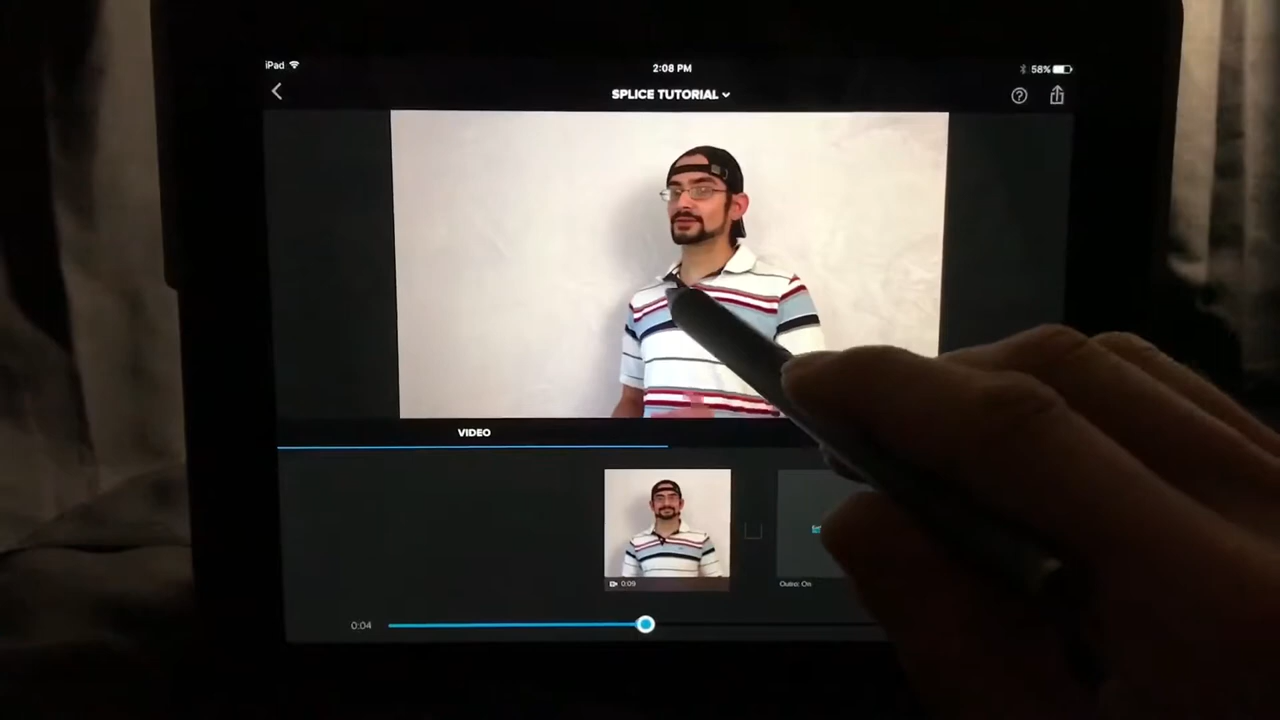 iPad
2:08 PM
58%
SPLICE TUTORIAL
VIDEO
0:09
Outro: On
0:04